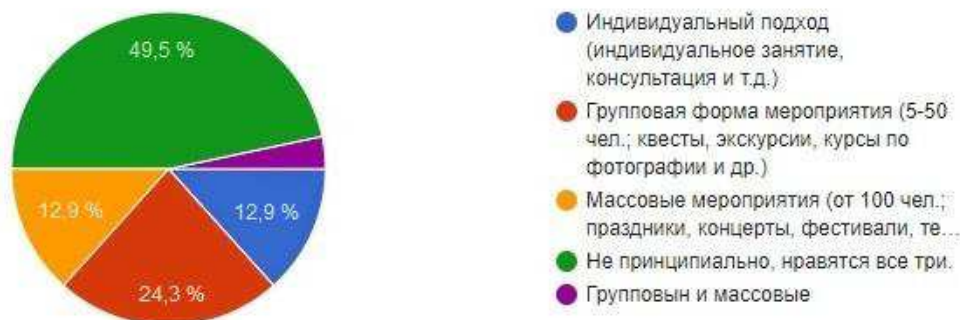 49,5 %
12,9 %
12,9 %
24,3 %
Индивидуальный подход
(индивидуальное занятие,
консультация и т.д.)
Групповая форма мероприятия (5-50
чел.; квесты, экскурсии, курсы по
фотографии и др.)
Массовые мероприятия (от 100 чел.;
праздники, концерты, фестивали, те…
Не принципиально, нравятся все три.
Групповын и массовые